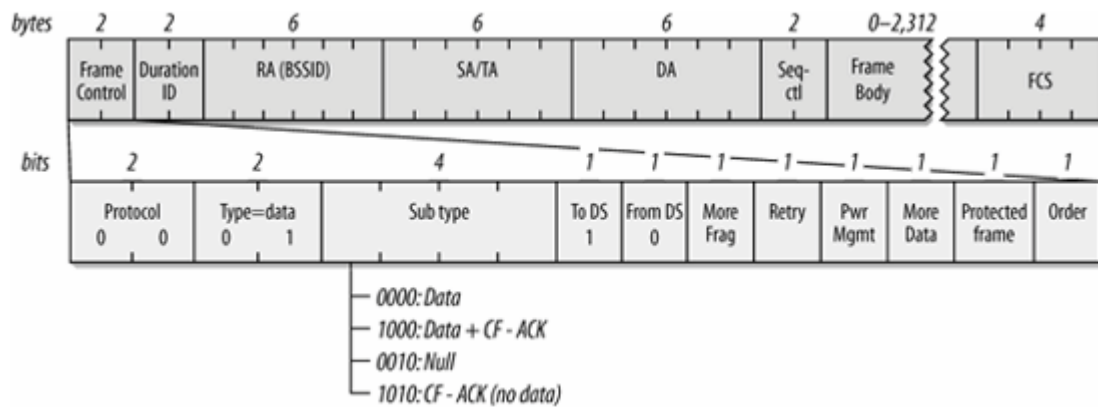 bytes 2 2 6 6 6 2 0–2,312 4
Frame Control Duration ID RA (BSSID) SA/TA DA Seq-ctl Frame Body FCS
bits 2 2 4 1 1 1 1 1 1 1 1
Protocol Type=data Sub type To DS From DS More Frag Retry Pwr Mgmt More Data Protected frame Order
0 0 0 1 1 0
0000: Data
1000: Data + CF - ACK
0010: Null
1010: CF - ACK (no data)